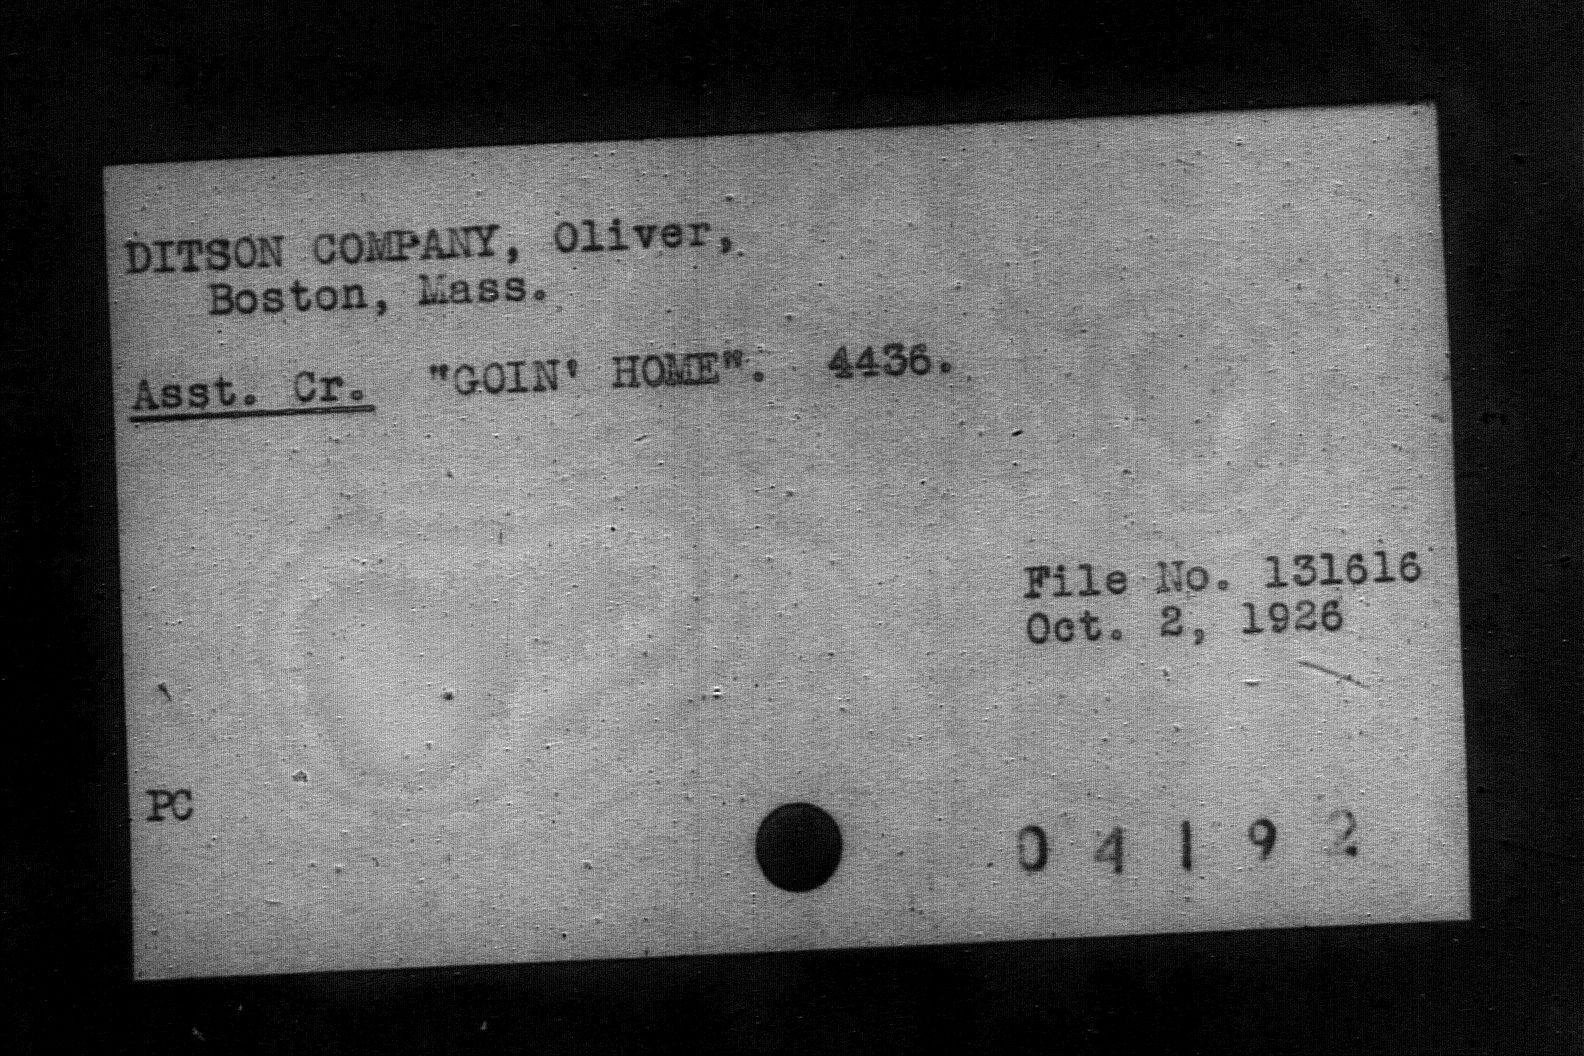 DITSON COMPANY, Oliver,
Boston, Mass.
Asst. Cr. "GOIN' HOME". 4436.
File No. 131616
Oct. 2, 1926
PC
0 4 1 9 2